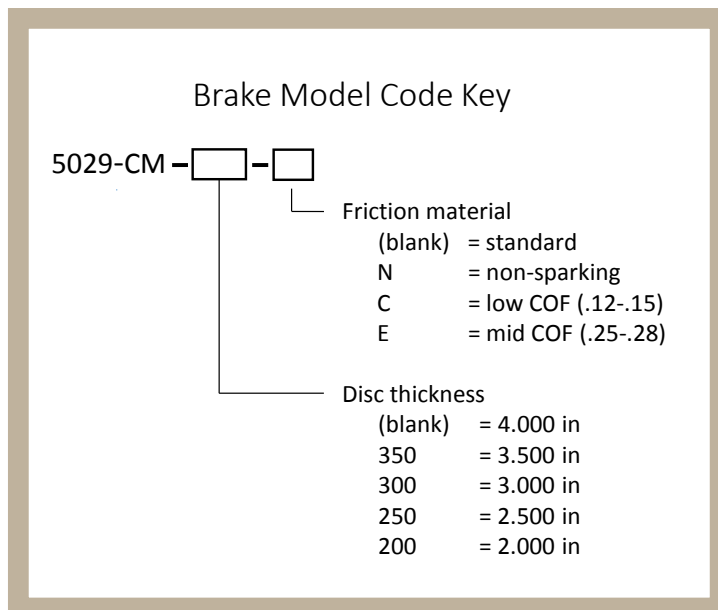 Brake Model Code Key
5029-CM – –
Friction material
(blank) = standard
N = non-sparking
C = low COF (.12-.15)
E = mid COF (.25-.28)
Disc thickness
(blank) = 4.000 in
350 = 3.500 in
300 = 3.000 in
250 = 2.500 in
200 = 2.000 in